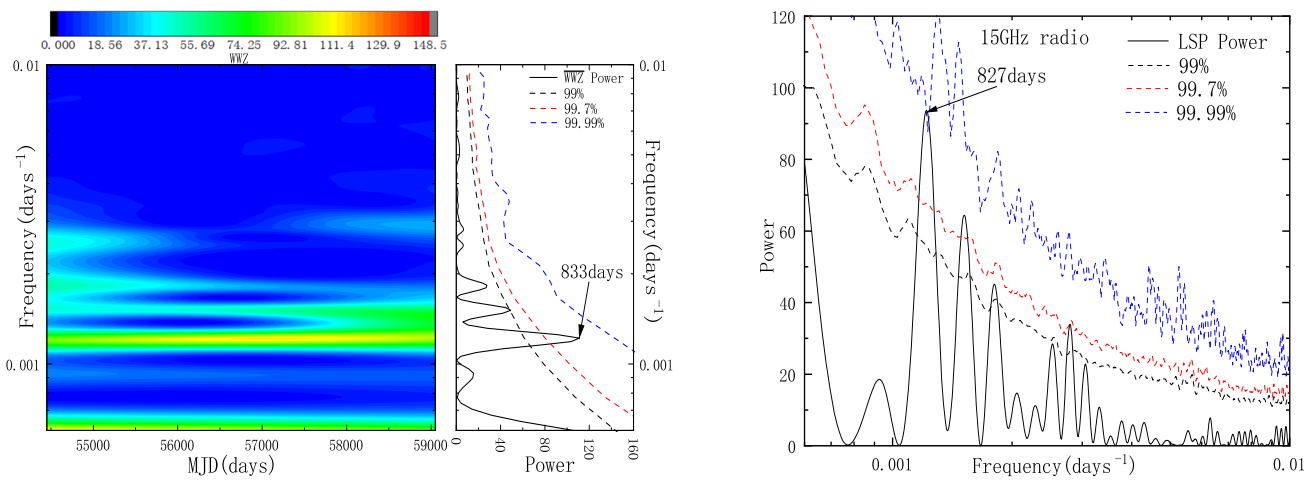 0.000 18.56 37.13 55.69 74.25 92.81 111.4 129.9 148.5
WWZ
0.01
0.001
Frequency(days⁻¹)
55000 56000 57000 58000 59000
MJD(days)
WWZ Power
99%
99.7%
99.99%
833days
0.01
0.001
Frequency(days⁻¹)
0 40 80 120 160
Power
120
100
80
60
40
20
0
Power
15GHz radio
827days
LSP Power
99%
99.7%
99.99%
0.001 0.01
Frequency(days⁻¹)